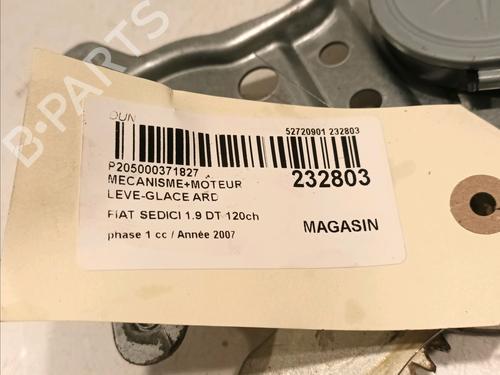 OUN
52720901 232803
P205000371827
MECANISME+MOTEUR
232803
LEVE-GLACE ARD
FIAT SEDICI 1.9 DT 120ch
MAGASIN
phase 1 cc / Année 2007
B-PARTS